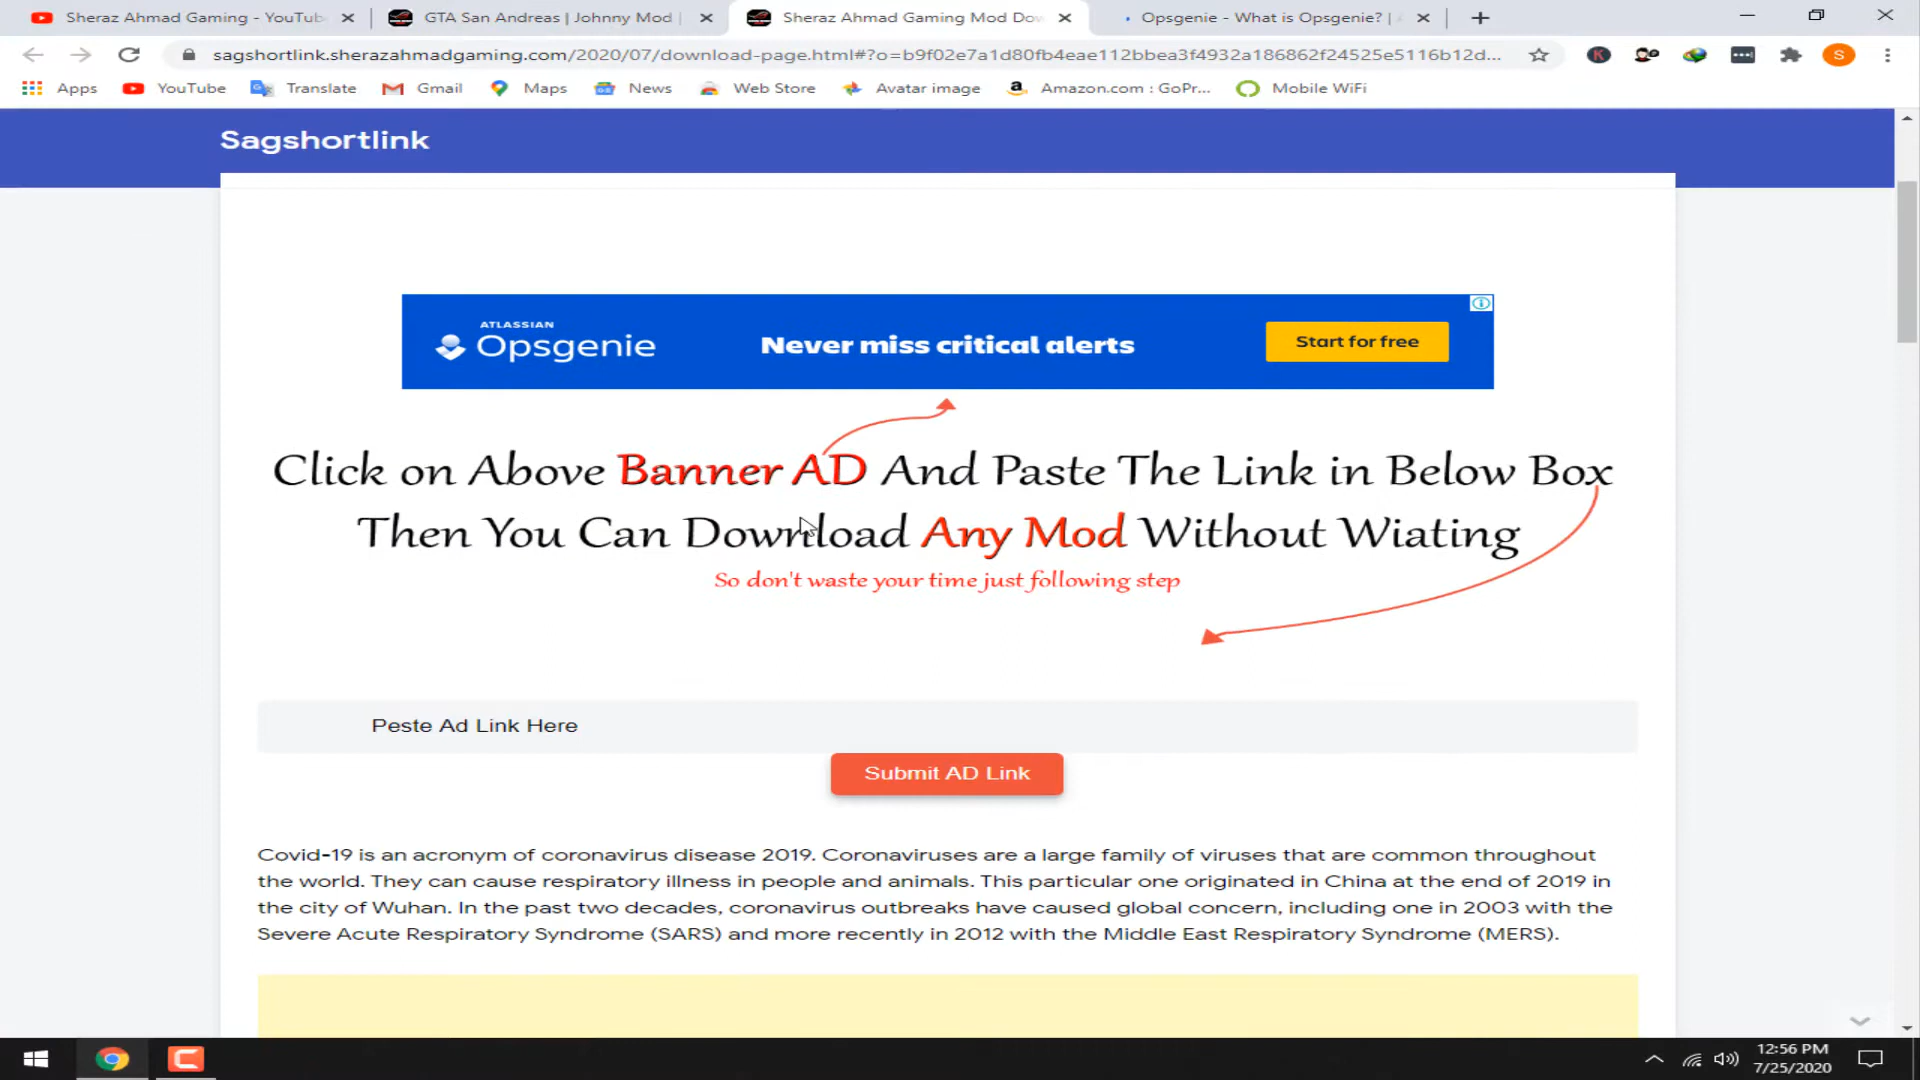 Sheraz Ahmad Gaming - YouTub
GTA San Andreas | Johnny Mod |
Sheraz Ahmad Gaming Mod Dow
Opsgenie - What is Opsgenie? | A
sagshortlink.sherazahmadgaming.com/2020/07/download-page.html#?o=b9f02e7a1d80fb4eae112bbea3f4932a186862f24525e5116b12d...
K
S
Apps
YouTube
Translate
Gmail
Maps
News
Web Store
Avatar image
Amazon.com : GoPr...
Mobile WiFi
Sagshortlink
ATLASSIAN
Opsgenie
Never miss critical alerts
Start for free
Click on Above Banner AD And Paste The Link in Below Box
Then You Can Download Any Mod Without Wiating
So don't waste your time just following step
Peste Ad Link Here
Submit AD Link
Covid-19 is an acronym of coronavirus disease 2019. Coronaviruses are a large family of viruses that are common throughout
the world. They can cause respiratory illness in people and animals. This particular one originated in China at the end of 2019 in
the city of Wuhan. In the past two decades, coronavirus outbreaks have caused global concern, including one in 2003 with the
Severe Acute Respiratory Syndrome (SARS) and more recently in 2012 with the Middle East Respiratory Syndrome (MERS).
12:56 PM
7/25/2020